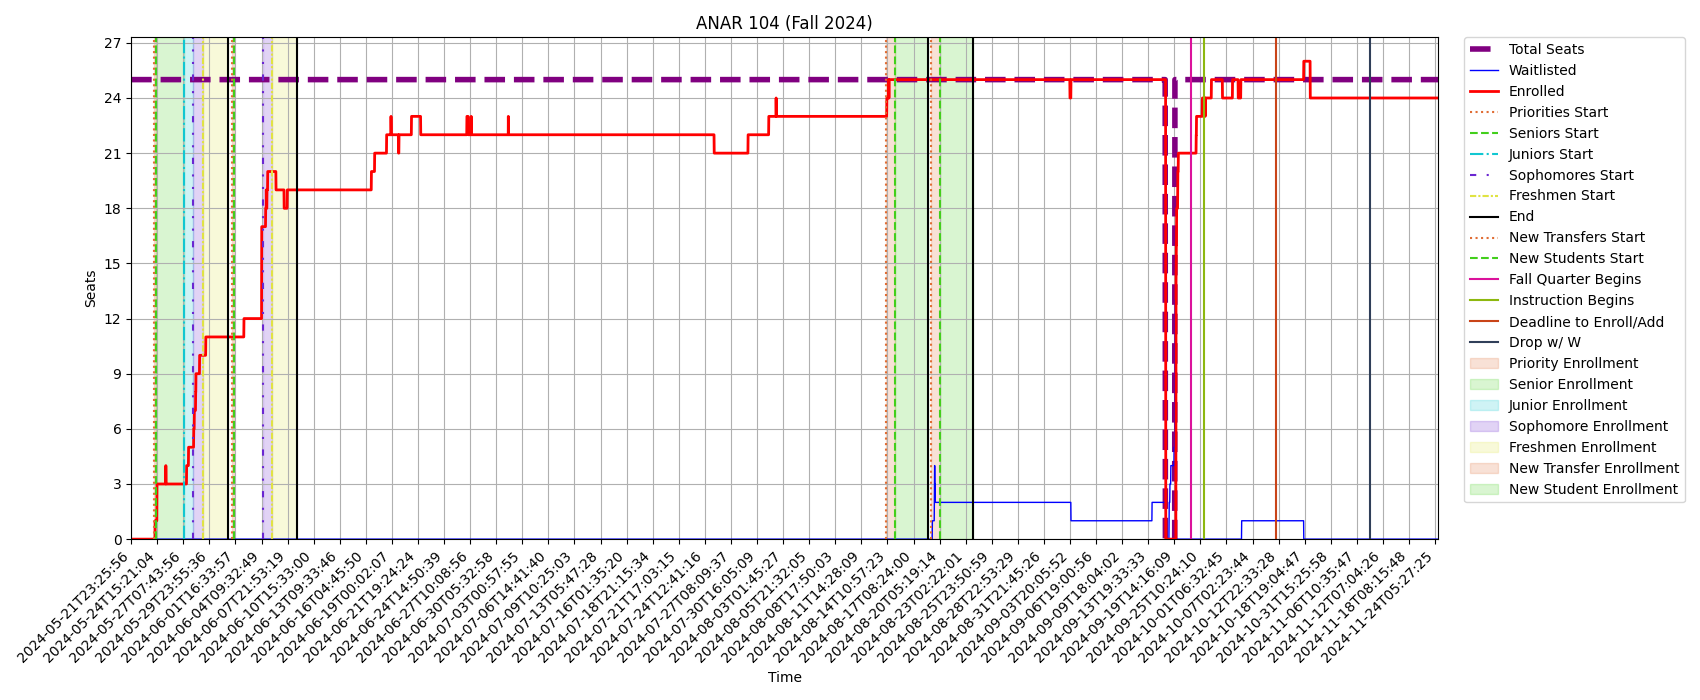 ANAR 104 (Fall 2024)
27
24
21
18
15
12
9
6
3
0
Seats
2024-05-21T23:25:56
2024-05-24T15:21:04
2024-05-27T07:43:56
2024-05-29T23:55:36
2024-06-01T16:33:57
2024-06-04T09:32:49
2024-06-07T21:53:19
2024-06-10T15:33:00
2024-06-13T09:33:46
2024-06-16T04:45:50
2024-06-19T00:02:07
2024-06-21T19:24:24
2024-06-24T14:50:39
2024-06-27T10:08:56
2024-06-30T05:32:58
2024-07-03T00:57:55
2024-07-06T14:41:40
2024-07-09T10:25:03
2024-07-13T05:47:28
2024-07-16T01:35:20
2024-07-18T21:15:34
2024-07-21T17:03:15
2024-07-24T12:41:16
2024-07-27T08:09:37
2024-07-30T16:05:09
2024-08-03T01:45:27
2024-08-05T21:32:05
2024-08-08T17:50:03
2024-08-11T14:28:09
2024-08-14T10:57:23
2024-08-17T08:24:00
2024-08-20T05:19:14
2024-08-23T02:22:01
2024-08-25T23:50:59
2024-08-28T22:53:29
2024-08-31T21:45:26
2024-09-03T20:05:52
2024-09-06T19:00:56
2024-09-09T18:04:02
2024-09-13T19:33:33
2024-09-19T14:16:09
2024-09-25T10:24:10
2024-10-01T06:32:45
2024-10-07T02:23:44
2024-10-12T22:33:28
2024-10-18T19:04:47
2024-10-31T15:25:58
2024-11-06T10:35:47
2024-11-12T07:04:26
2024-11-18T08:15:48
2024-11-24T05:27:25
Time
Total Seats
Waitlisted
Enrolled
Priorities Start
Seniors Start
Juniors Start
Sophomores Start
Freshmen Start
End
New Transfers Start
New Students Start
Fall Quarter Begins
Instruction Begins
Deadline to Enroll/Add
Drop w/ W
Priority Enrollment
Senior Enrollment
Junior Enrollment
Sophomore Enrollment
Freshmen Enrollment
New Transfer Enrollment
New Student Enrollment